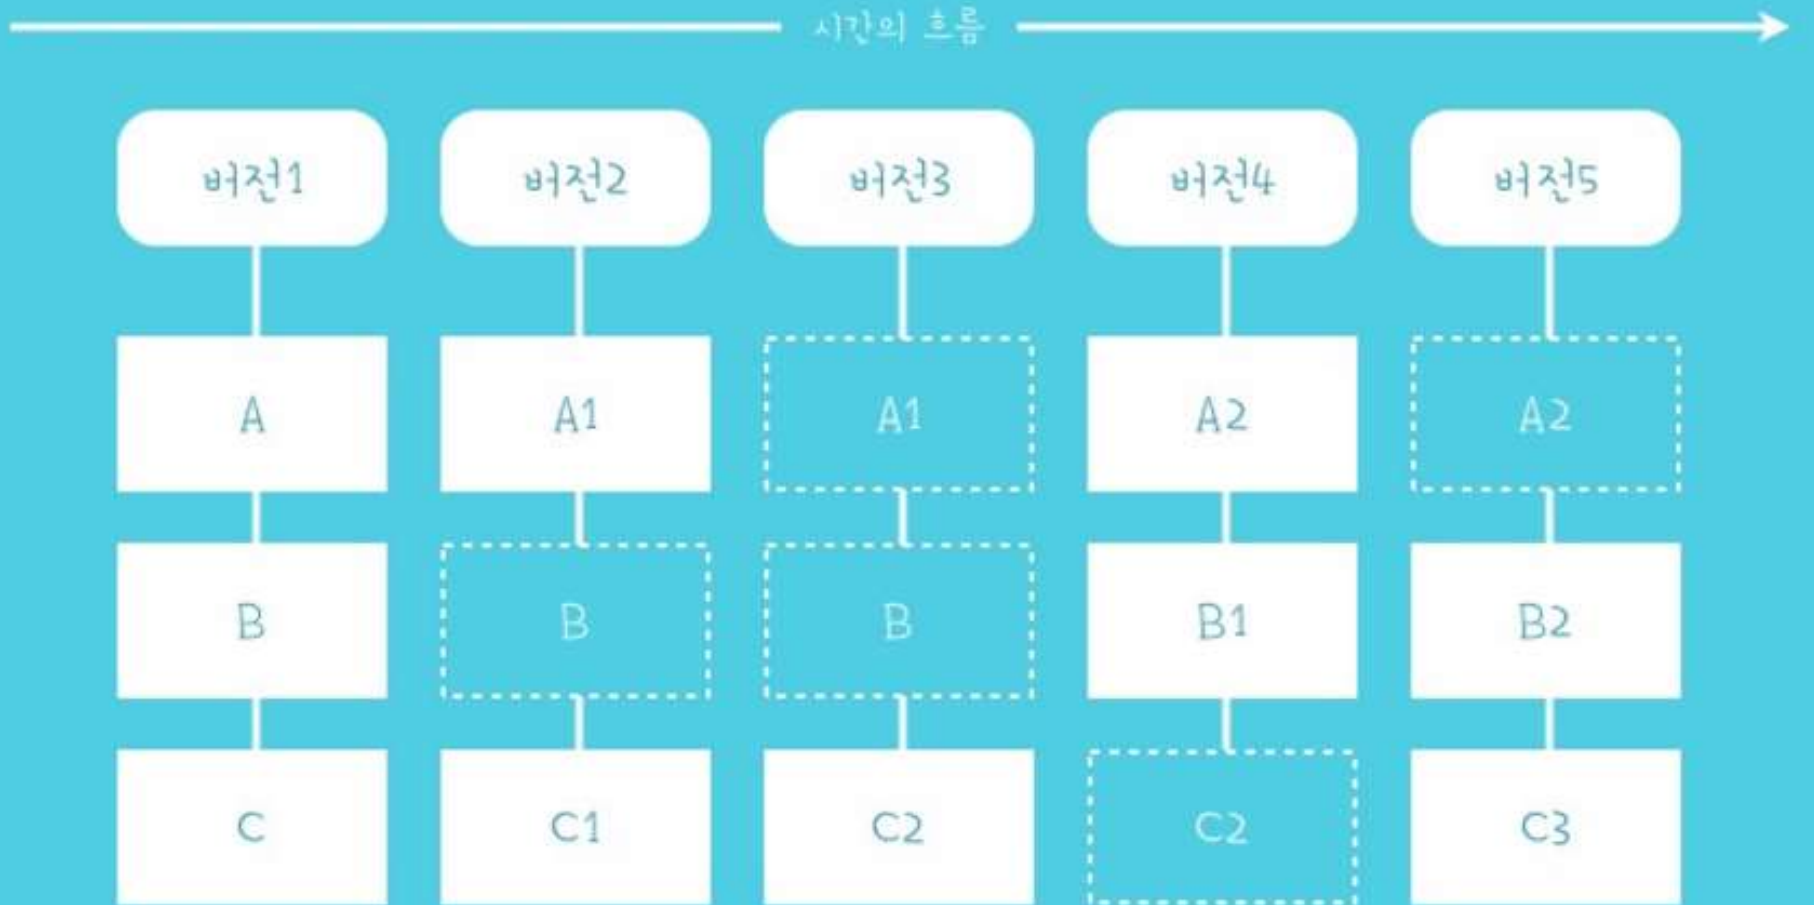 시간의 흐름
버전1 버전2 버전3 버전4 버전5
A A1 A1 A2 A2
B B B B1 B2
C C1 C2 C2 C3